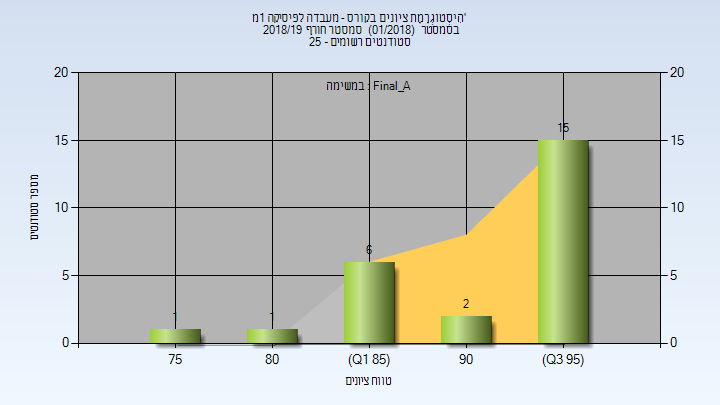 היסטוגרמת ציונים בקורס - מעבדה לפיסיקה 1מ'
בסמסטר (01/2018) סמסטר חורף 2018/19
סטודנטים רשומים - 25
במשימה : Final_A
מספר סטודנטים
20 20
15 15
10 10
5 5
0 0
1 1 6 2 15
75 80 (Q1 85) 90 (Q3 95)
טווח ציונים